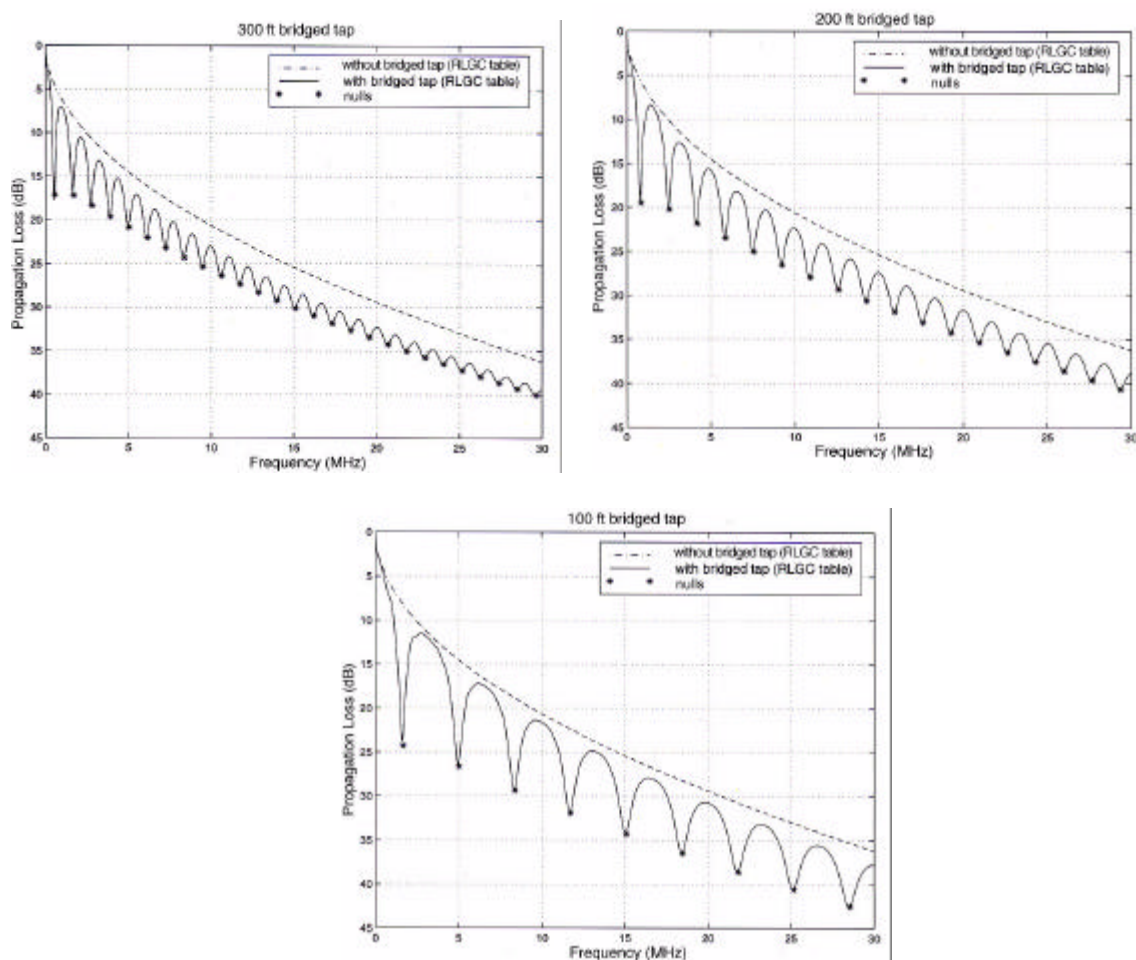 300 ft bridged tap
without bridged tap (RLGC table)
with bridged tap (RLGC table)
nulls
0
5
10
15
20
25
30
35
40
45
Propagation Loss (dB)
0
5
10
15
20
25
30
Frequency (MHz)
200 ft bridged tap
without bridged tap (RLGC table)
with bridged tap (RLGC table)
nulls
0
5
10
15
20
25
30
35
40
45
Propagation Loss (dB)
0
5
10
15
20
25
30
Frequency (MHz)
100 ft bridged tap
without bridged tap (RLGC table)
with bridged tap (RLGC table)
nulls
0
5
10
15
20
25
30
35
40
45
Propagation Loss (dB)
0
5
10
15
20
25
30
Frequency (MHz)